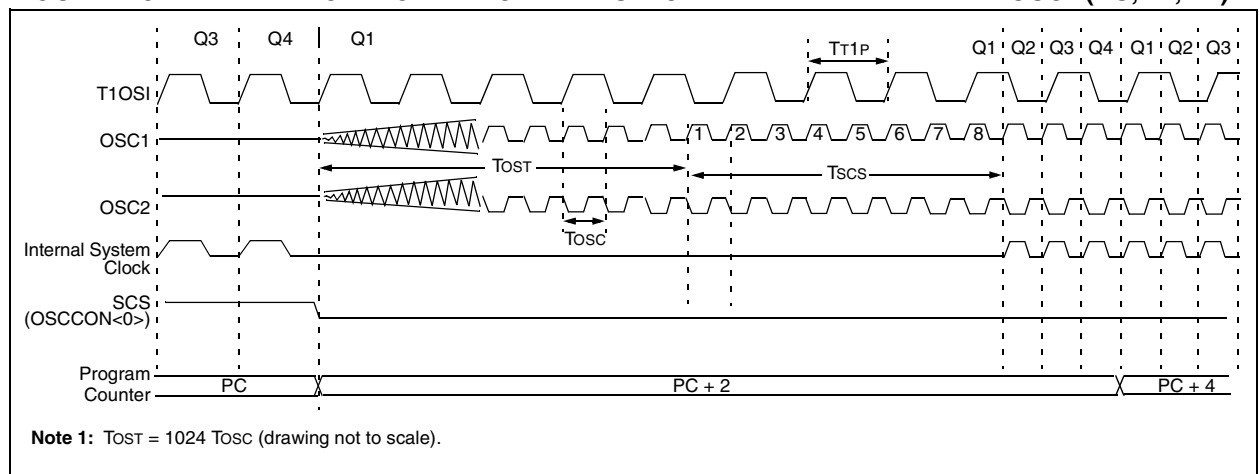 Q3 Q4 Q1 Q1 Q2 Q3 Q4 Q1 Q2 Q3
TT1P
T1OSI
OSC1
1 2 3 4 5 6 7 8
TOST
TSCS
OSC2
TOSC
Internal System
Clock
SCS
(OSCCON<0>)
Program
Counter
PC PC + 2 PC + 4
Note 1: TOST = 1024 TOSC (drawing not to scale).